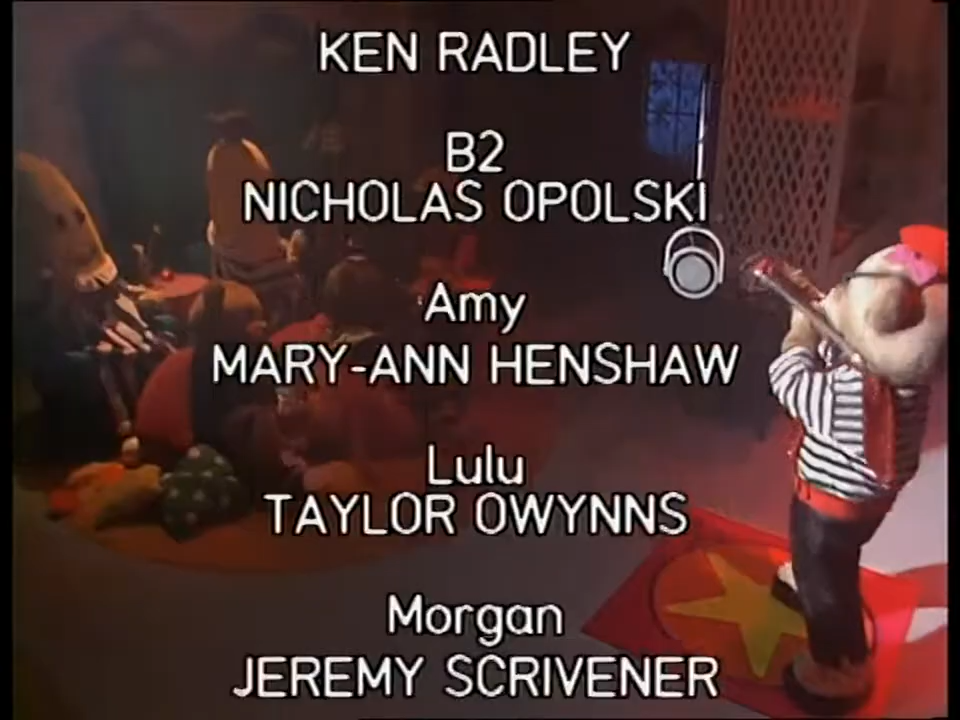 KEN RADLEY
B2
NICHOLAS OPOLSKI
Amy
MARY-ANN HENSHAW
Lulu
TAYLOR OWYNNS
Morgan
JEREMY SCRIVENER